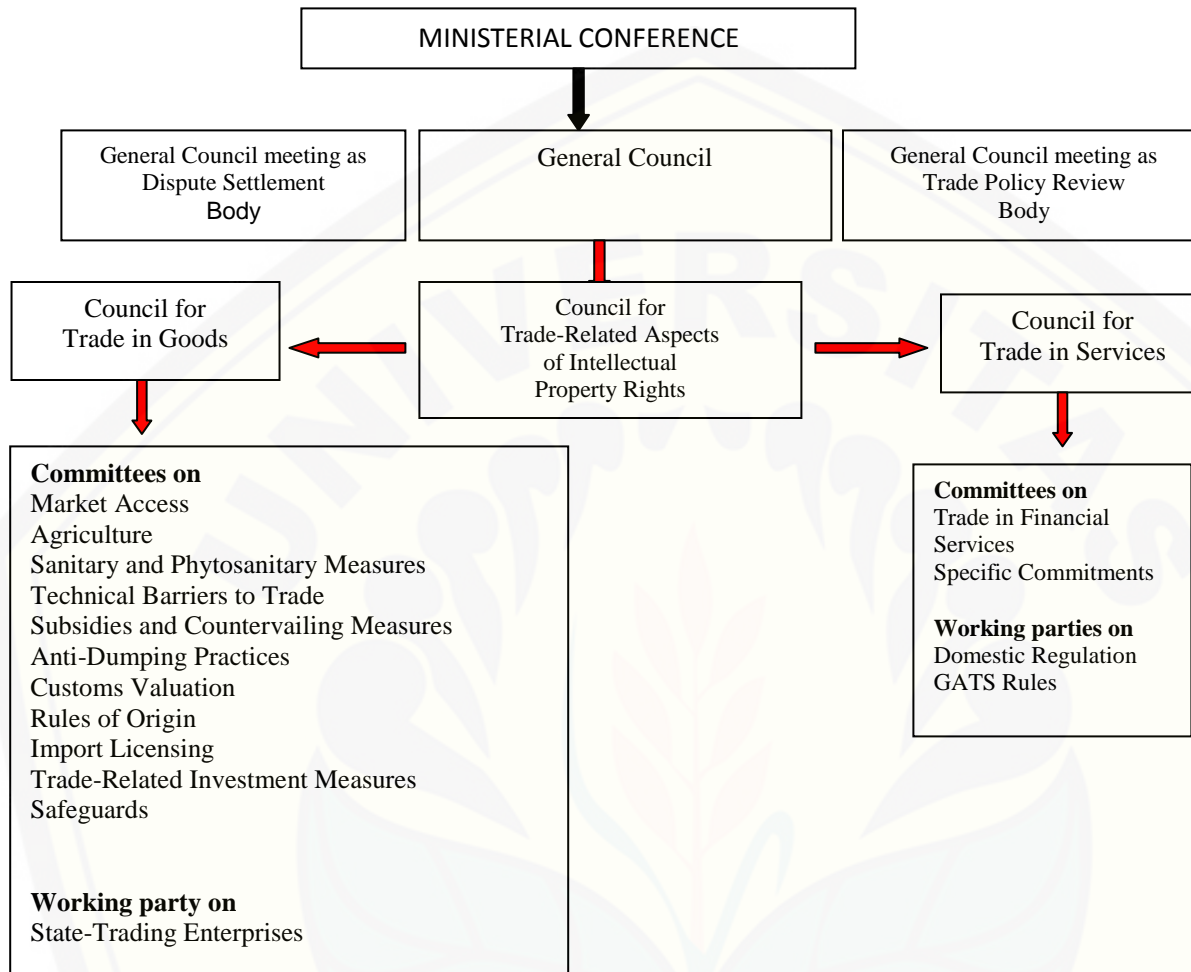 MINISTERIAL CONFERENCE
General Council meeting as
Dispute Settlement
Body
General Council
General Council meeting as
Trade Policy Review
Body
Council for
Trade in Goods
Council for
Trade-Related Aspects
of Intellectual
Property Rights
Council for
Trade in Services
Committees on
Market Access
Agriculture
Sanitary and Phytosanitary Measures
Technical Barriers to Trade
Subsidies and Countervailing Measures
Anti-Dumping Practices
Customs Valuation
Rules of Origin
Import Licensing
Trade-Related Investment Measures
Safeguards
Working party on
State-Trading Enterprises
Committees on
Trade in Financial
Services
Specific Commitments
Working parties on
Domestic Regulation
GATS Rules
UNIVERSITAS